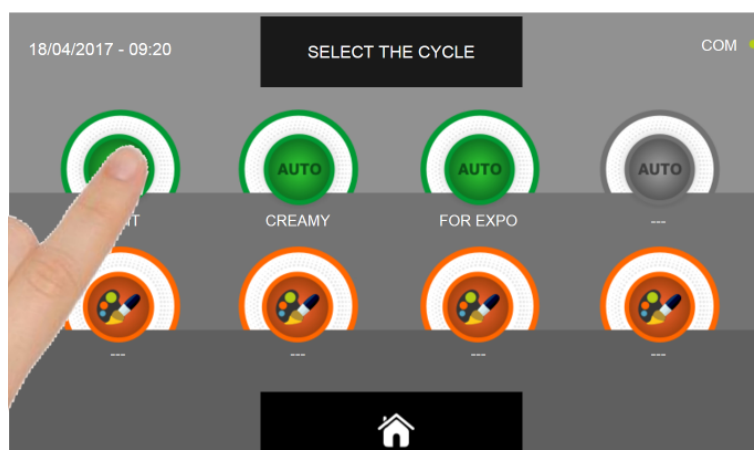 18/04/2017 - 09:20
SELECT THE CYCLE
COM
AUTO
AUTO
AUTO
CREAMY
FOR EXPO
---
---
---
---
---